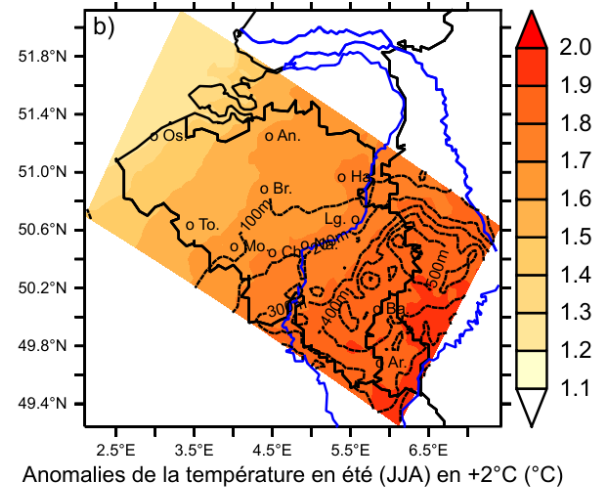 b)
51.8°N
51.4°N
51.0°N
50.6°N
50.2°N
49.8°N
49.4°N
2.5°E 3.5°E 4.5°E 5.5°E 6.5°E
Os.
An.
Ha.
Br.
100m
To.
Lg.
Mo.
Ch.
Na.
200m
300m
400m
500m
Ba.
Ar.
2.0
1.9
1.8
1.7
1.6
1.5
1.4
1.3
1.2
1.1
Anomalies de la température en été (JJA) en +2°C (°C)